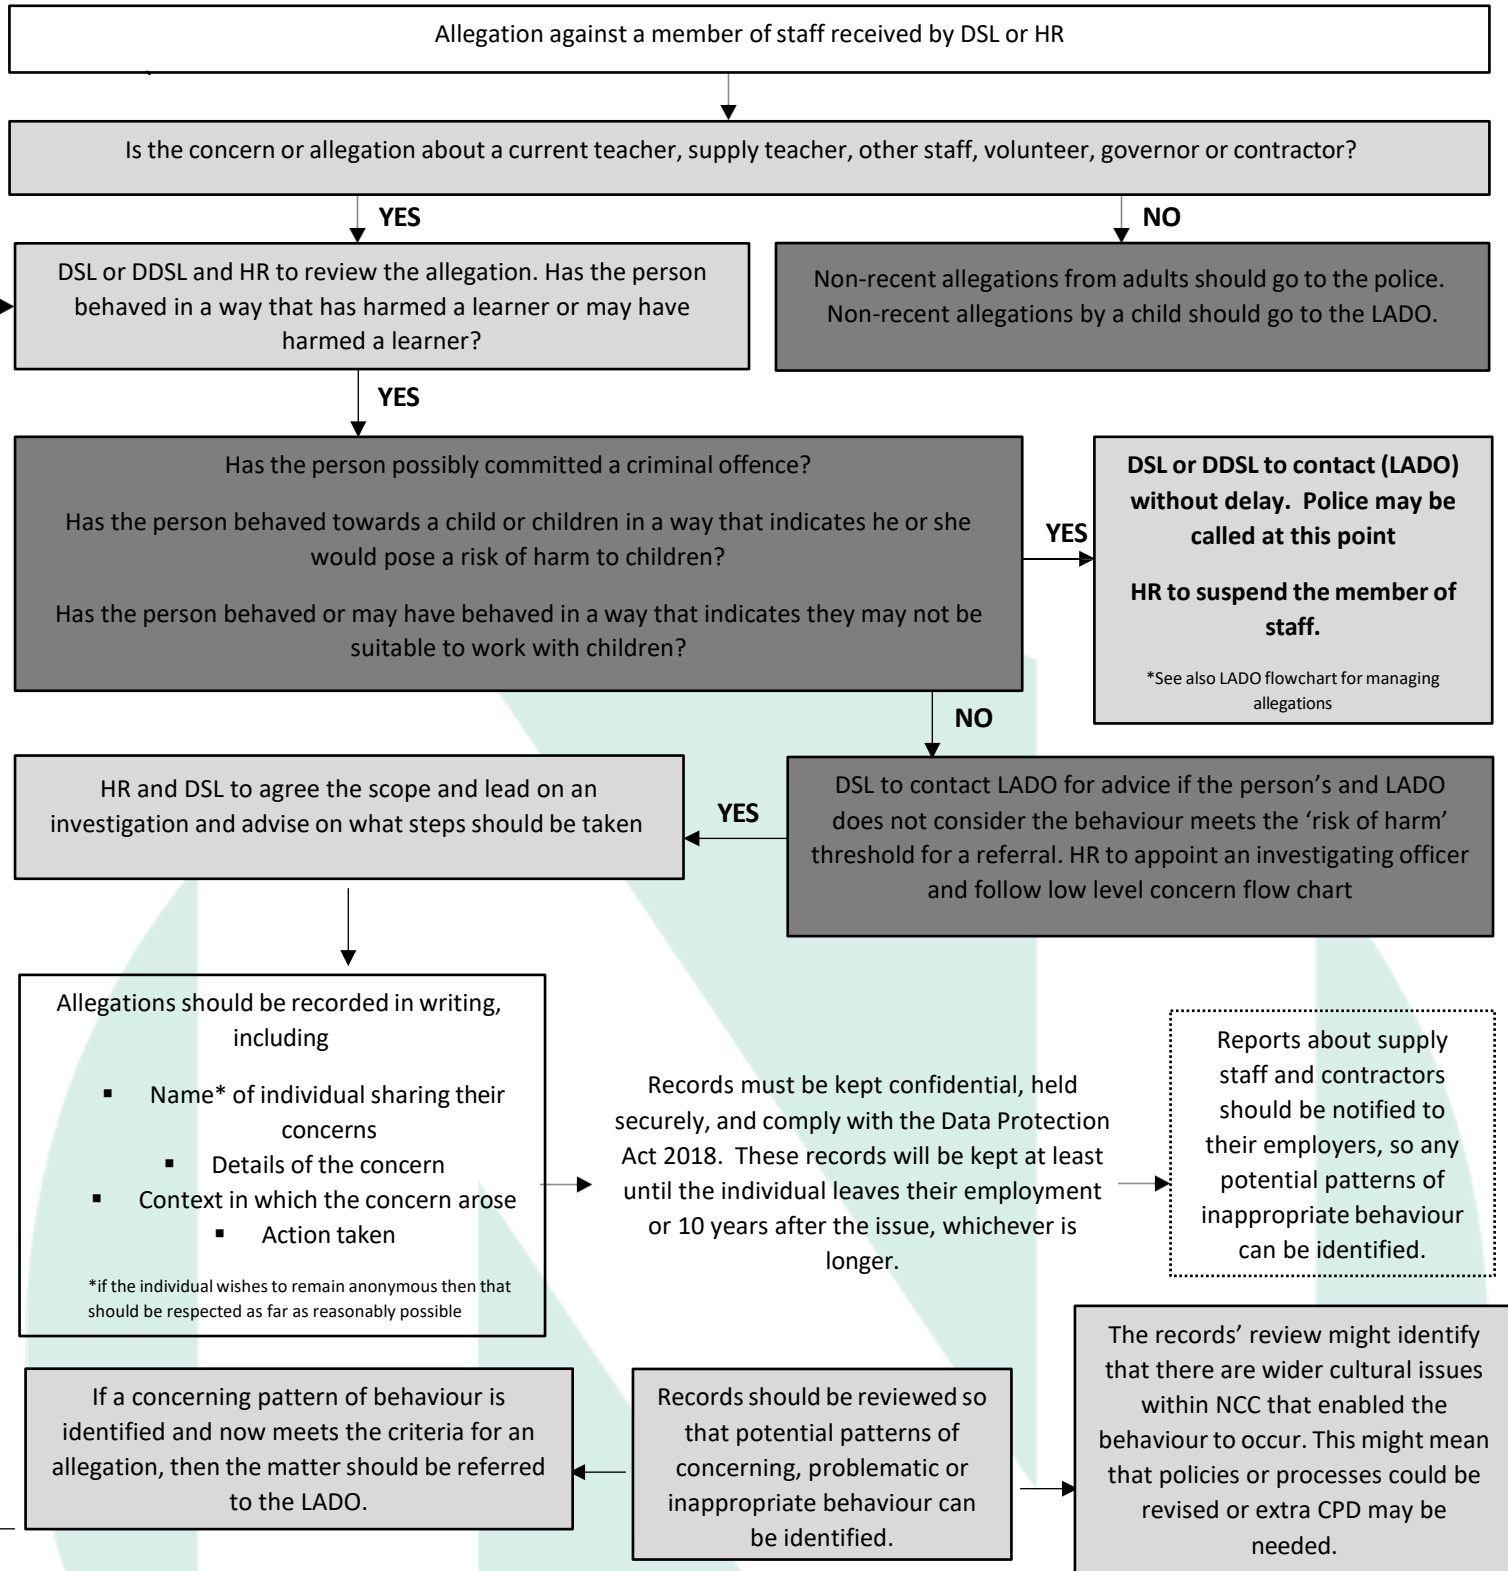 Allegation against a member of staff received by DSL or HR
Is the concern or allegation about a current teacher, supply teacher, other staff, volunteer, governor or contractor?
YES
NO
DSL or DDSL and HR to review the allegation. Has the person
behaved in a way that has harmed a learner or may have
harmed a learner?
Non-recent allegations from adults should go to the police.
Non-recent allegations by a child should go to the LADO.
YES
Has the person possibly committed a criminal offence?
Has the person behaved towards a child or children in a way that indicates he or she
would pose a risk of harm to children?
Has the person behaved or may have behaved in a way that indicates they may not be
suitable to work with children?
YES
DSL or DDSL to contact (LADO)
without delay. Police may be
called at this point
HR to suspend the member of
staff.
*See also LADO flowchart for managing
allegations
NO
DSL to contact LADO for advice if the person's and LADO
does not consider the behaviour meets the ‘risk of harm’
threshold for a referral. HR to appoint an investigating officer
and follow low level concern flow chart
YES
HR and DSL to agree the scope and lead on an
investigation and advise on what steps should be taken
Allegations should be recorded in writing,
including
▪ Name* of individual sharing their
concerns
▪ Details of the concern
▪ Context in which the concern arose
▪ Action taken
*if the individual wishes to remain anonymous then that
should be respected as far as reasonably possible
Records must be kept confidential, held
securely, and comply with the Data Protection
Act 2018. These records will be kept at least
until the individual leaves their employment
or 10 years after the issue, whichever is
longer.
Reports about supply
staff and contractors
should be notified to
their employers, so any
potential patterns of
inappropriate behaviour
can be identified.
If a concerning pattern of behaviour is
identified and now meets the criteria for an
allegation, then the matter should be referred
to the LADO.
Records should be reviewed so
that potential patterns of
concerning, problematic or
inappropriate behaviour can
be identified.
The records’ review might identify
that there are wider cultural issues
within NCC that enabled the
behaviour to occur. This might mean
that policies or processes could be
revised or extra CPD may be
needed.